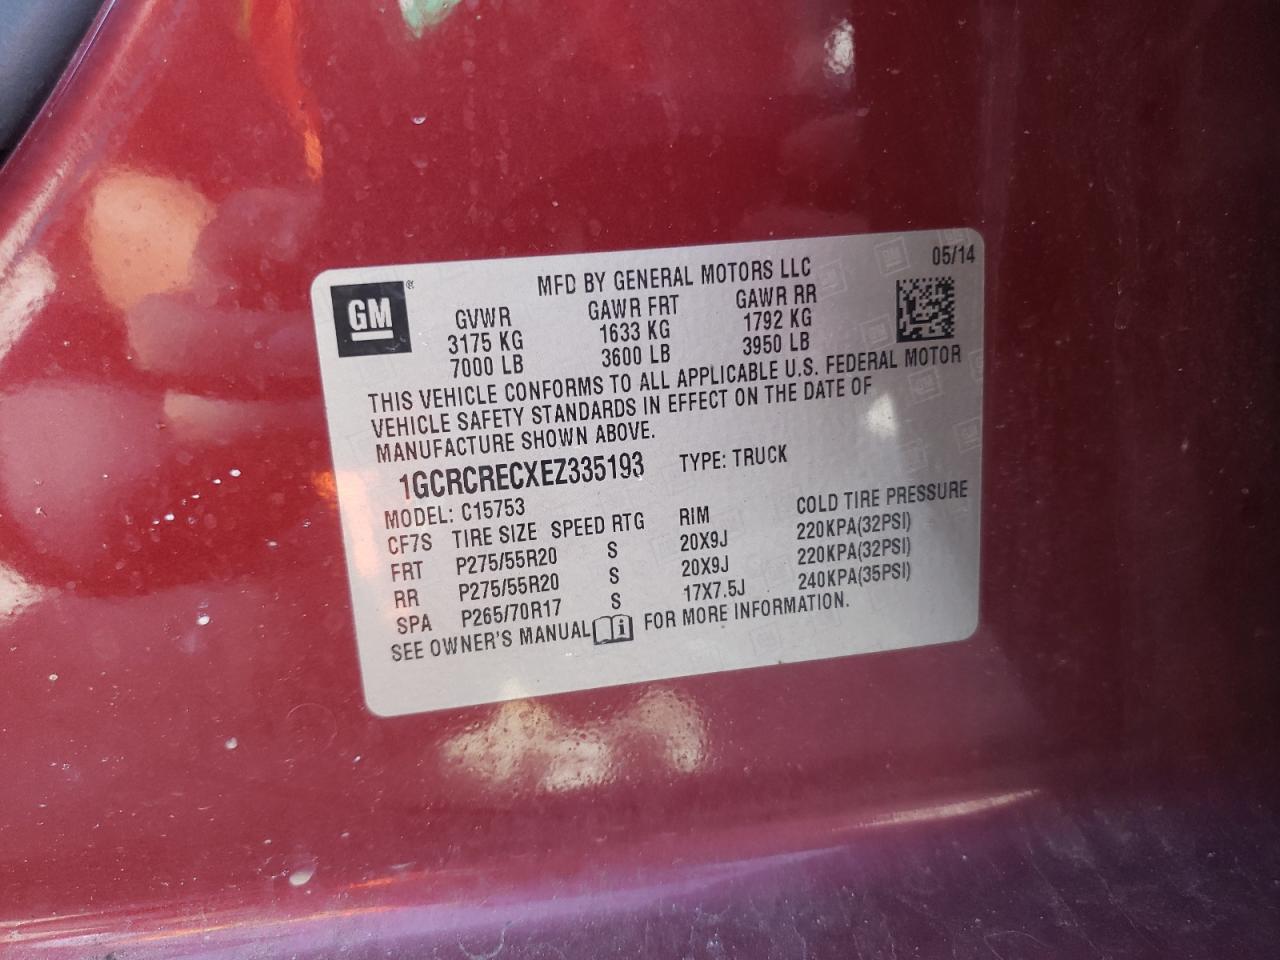 GM ®
MFD BY GENERAL MOTORS LLC 05/14
GVWR GAWR FRT GAWR RR
3175 KG 1633 KG 1792 KG
7000 LB 3600 LB 3950 LB
THIS VEHICLE CONFORMS TO ALL APPLICABLE U.S. FEDERAL MOTOR
VEHICLE SAFETY STANDARDS IN EFFECT ON THE DATE OF
MANUFACTURE SHOWN ABOVE.
1GCRCRECXEZ335193 TYPE: TRUCK
MODEL: C15753
CF7S TIRE SIZE SPEED RTG RIM COLD TIRE PRESSURE
FRT P275/55R20 S 20X9J 220KPA(32PSI)
RR P275/55R20 S 20X9J 220KPA(32PSI)
SPA P265/70R17 S 17X7.5J 240KPA(35PSI)
SEE OWNER'S MANUAL i FOR MORE INFORMATION.